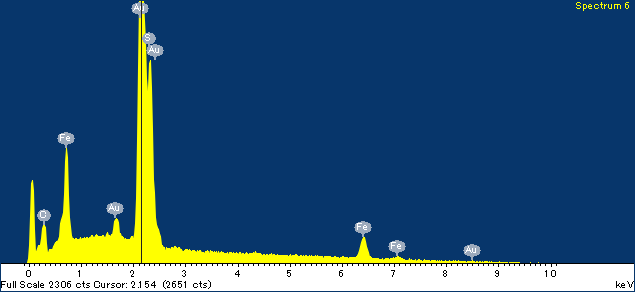 Spectrum 6
Au
S
Au
Fe
Au
O
Fe
Fe
Au
0 1 2 3 4 5 6 7 8 9 10
Full Scale 2306 cts Cursor: 2.154 (2651 cts) keV